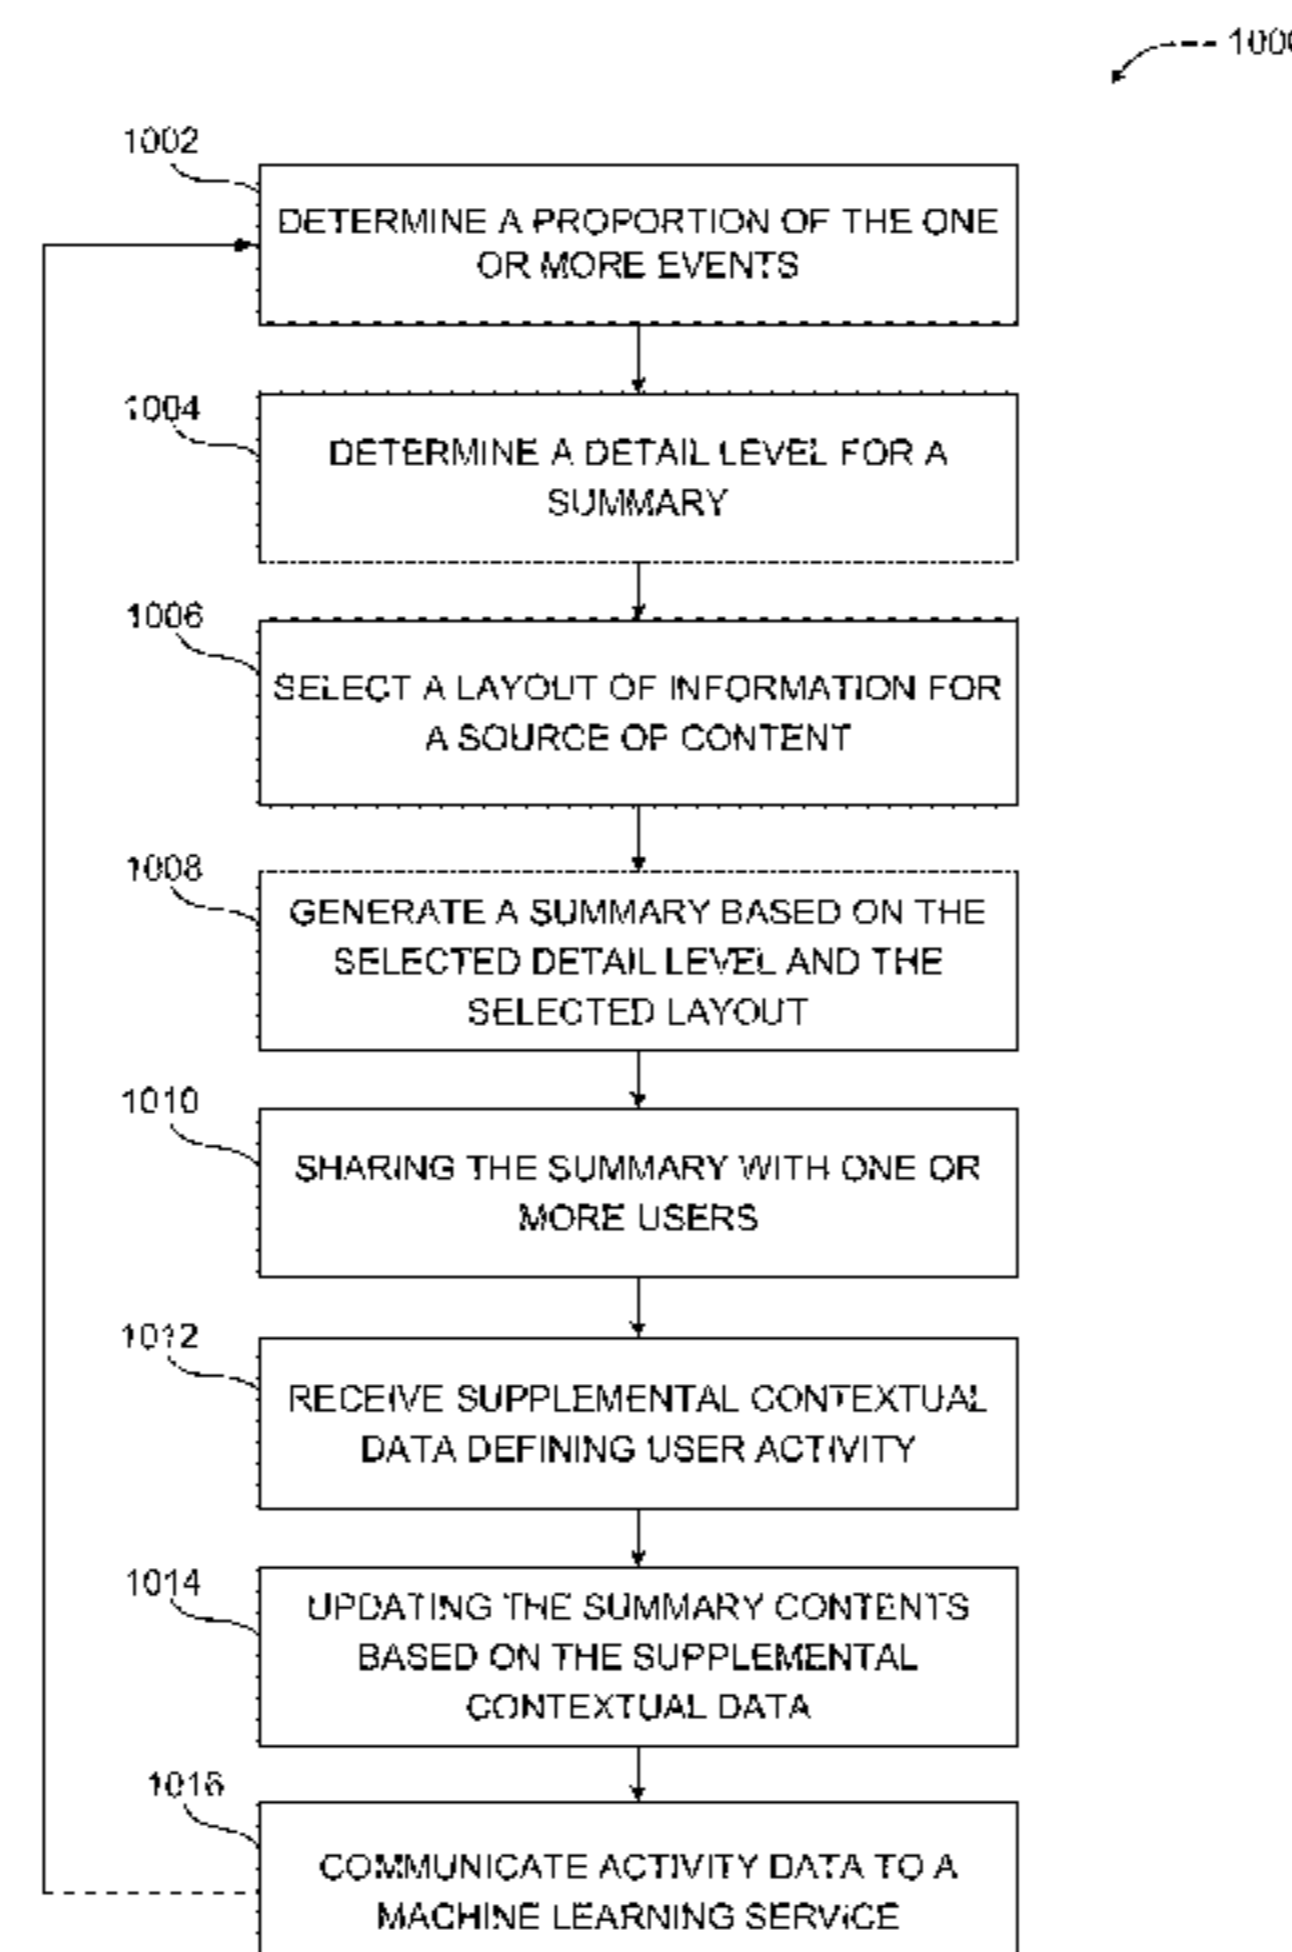 1000
1002
DETERMINE A PROPORTION OF THE ONE
OR MORE EVENTS
1004
DETERMINE A DETAIL LEVEL FOR A
SUMMARY
1006
SELECT A LAYOUT OF INFORMATION FOR
A SOURCE OF CONTENT
1008
GENERATE A SUMMARY BASED ON THE
SELECTED DETAIL LEVEL AND THE
SELECTED LAYOUT
1010
SHARING THE SUMMARY WITH ONE OR
MORE USERS
1012
RECEIVE SUPPLEMENTAL CONTEXTUAL
DATA DEFINING USER ACTIVITY
1014
UPDATING THE SUMMARY CONTENTS
BASED ON THE SUPPLEMENTAL
CONTEXTUAL DATA
1016
COMMUNICATE ACTIVITY DATA TO A
MACHINE LEARNING SERVICE